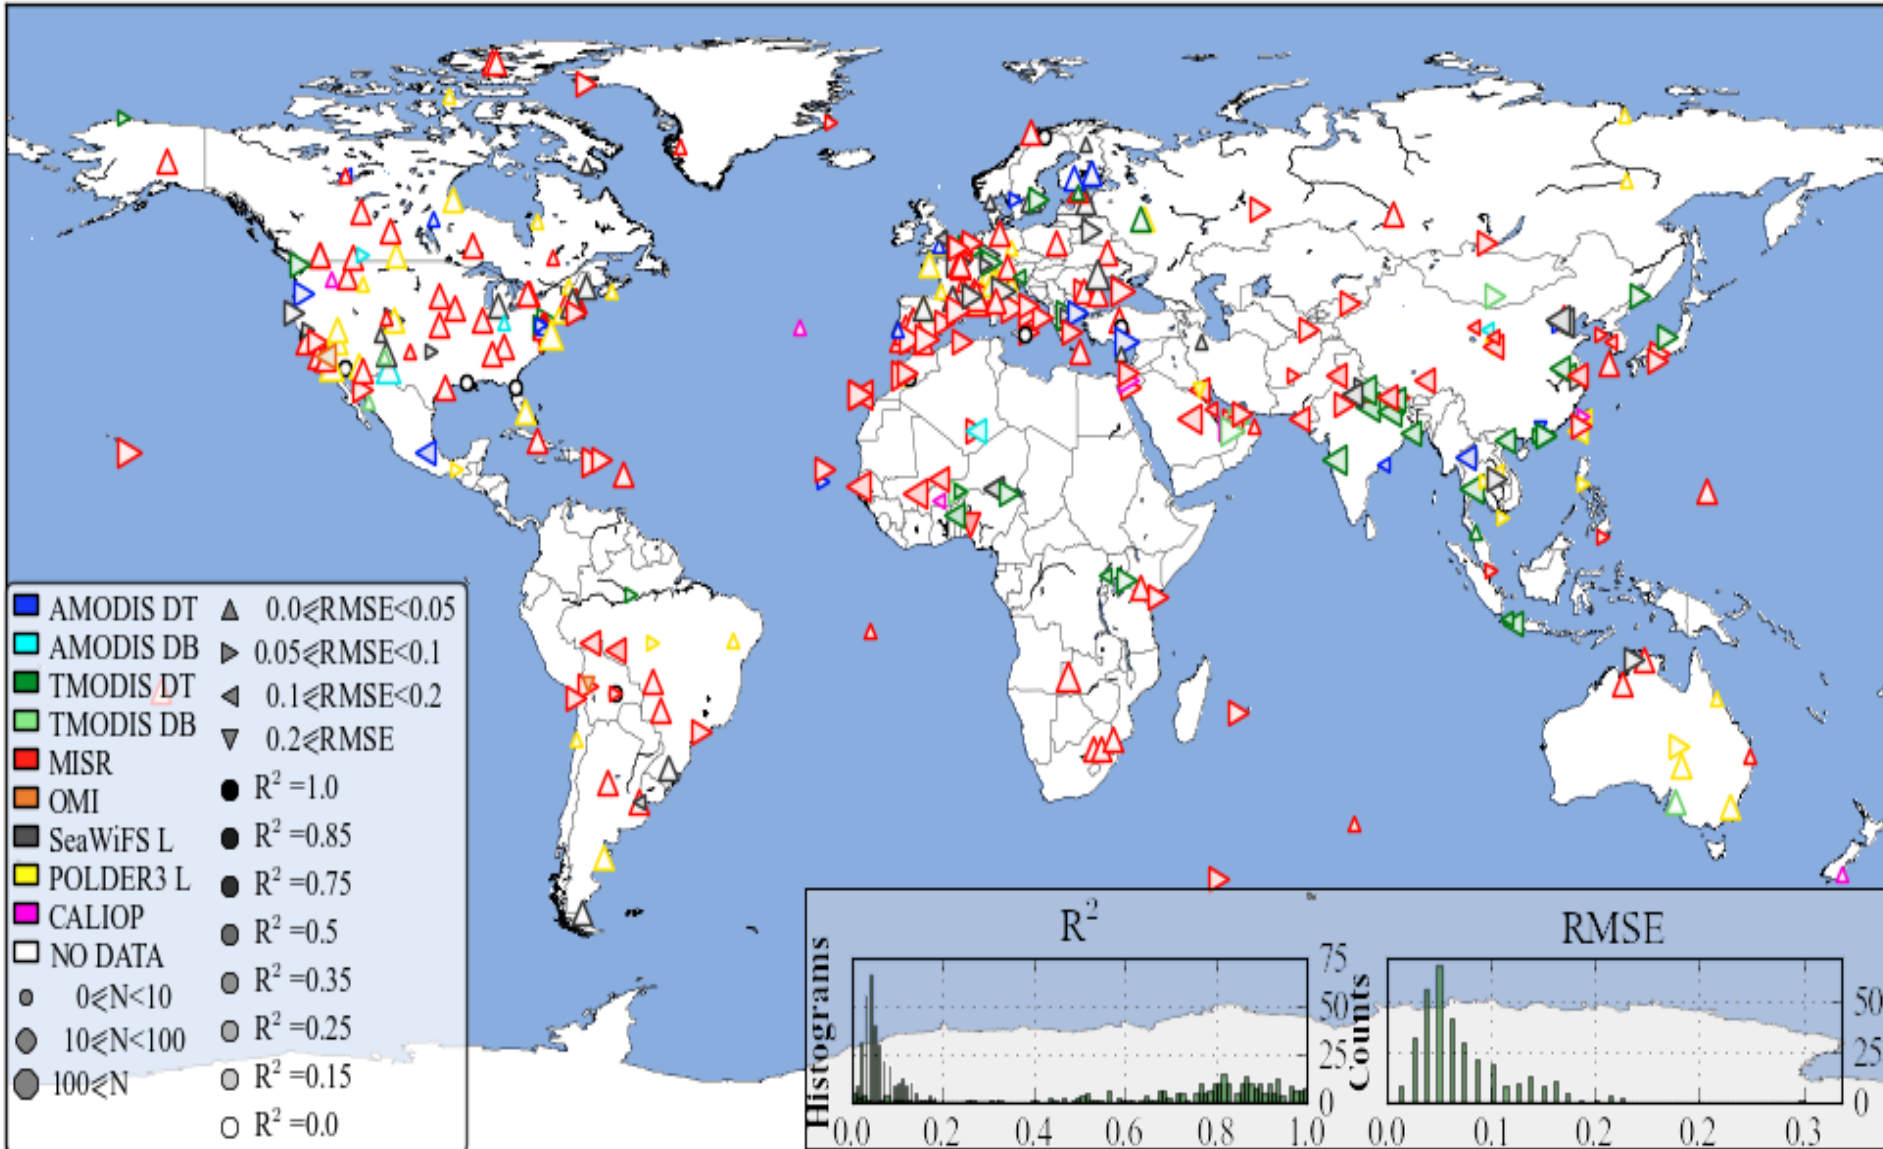 AMODIS DT
AMODIS DB
TMODIS DT
TMODIS DB
MISR
OMI
SeaWiFS L
POLDER3 L
CALIOP
NO DATA
0⩽N<10
10⩽N<100
100⩽N
0.0⩽RMSE<0.05
0.05⩽RMSE<0.1
0.1⩽RMSE<0.2
0.2⩽RMSE
R² =1.0
R² =0.85
R² =0.75
R² =0.5
R² =0.35
R² =0.25
R² =0.15
R² =0.0
R²
Histograms
75
50
25
0
0.0 0.2 0.4 0.6 0.8 1.0
RMSE
Counts
50
25
0
0.0 0.1 0.2 0.2 0.3